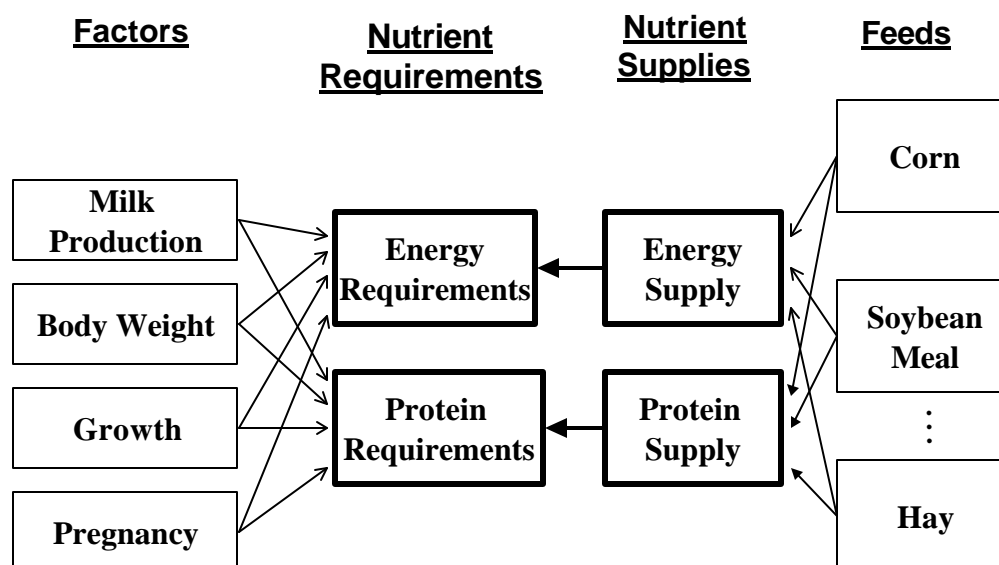 Factors
Nutrient
Requirements
Nutrient
Supplies
Feeds
Milk
Production
Body Weight
Growth
Pregnancy
Energy
Requirements
Protein
Requirements
Energy
Supply
Protein
Supply
Corn
Soybean
Meal
⋮
Hay